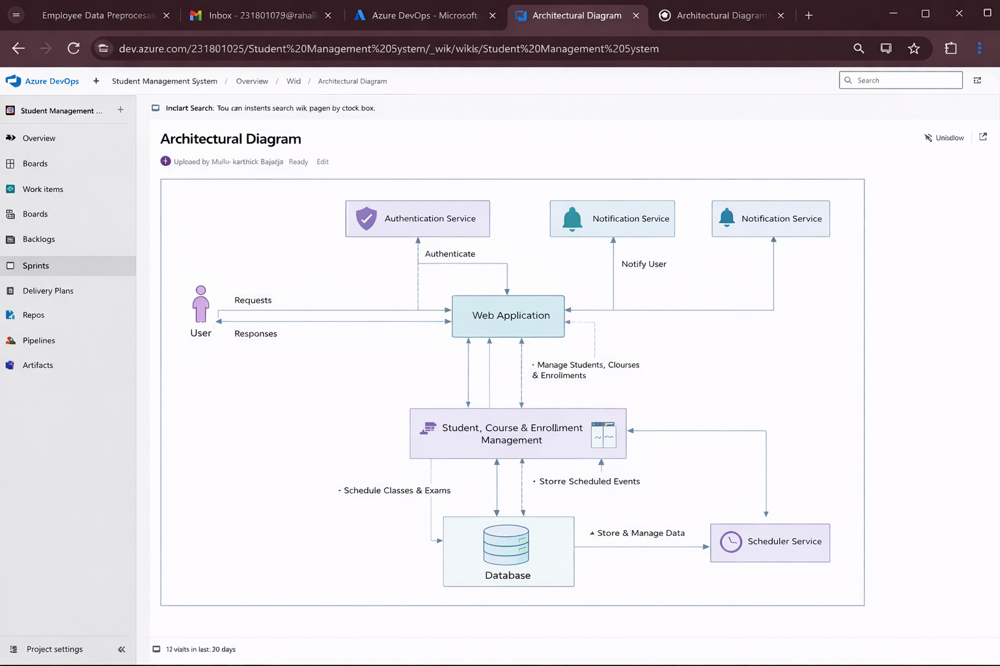 Employee Data Preprocesas
Inbox - 231801079@rahall
Azure DevOps - Microsoft
Architectural Diagram
Architectural Diagram
dev.azure.com/231801025/Student%20Management%205ystem/_wik/wikls/Student%20Management%205ystem
Azure DevOps
+
Student Management System / Overview / Wicl / Architectural Diagram
Search
Student Management ...
+
Overview
Boards
Work items
Boards
Backlogs
Sprints
Delivery Plans
Repos
Pipelines
Artifacts
Project settings
Inclart Search: Tou can instents search wik pagen by ctock.box.
Architectural Diagram
Unisdlow
Uploaed by Mullu· karthick Bajatja Ready Edit
Authentication Service
Notification Service
Notification Service
Authenticate
Notify User
Requests
Web Application
User
Responses
· Manage Students, Clourses
& Enrollments
Student, Course & Enrollment
Management
· Schedule Classes & Exams
· Storre Scheduled Events
Store & Manage Data
Scheduler Service
Database
12 viaits in last: 20 days